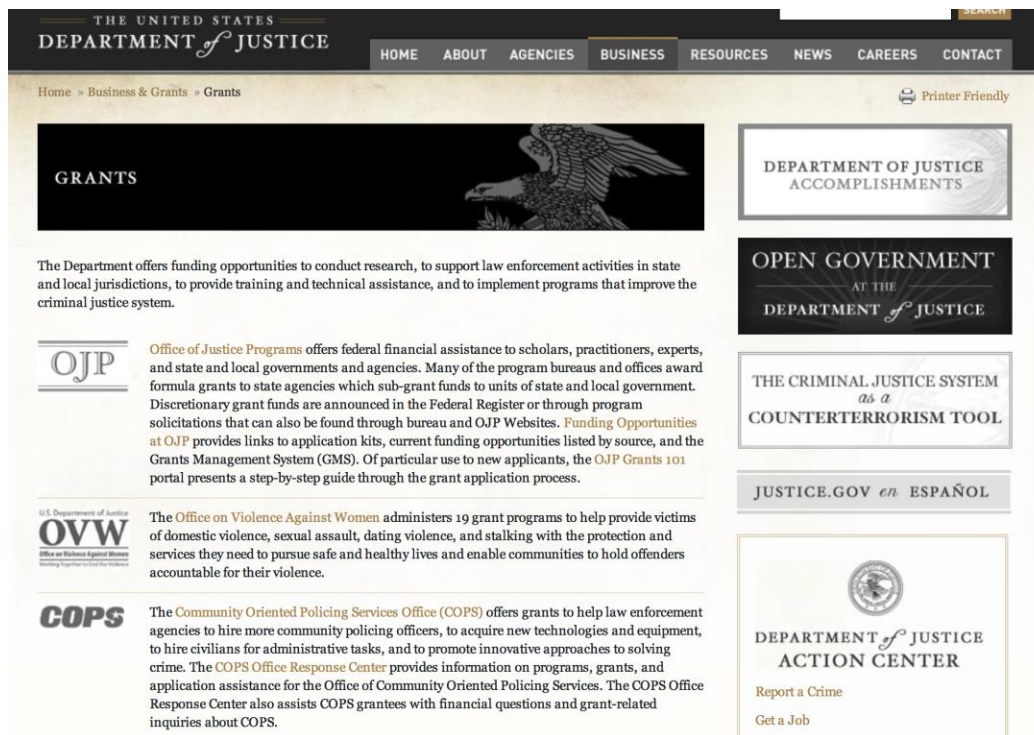 THE UNITED STATES
DEPARTMENT of JUSTICE
SEARCH
HOME ABOUT AGENCIES BUSINESS RESOURCES NEWS CAREERS CONTACT
Home » Business & Grants » Grants
Printer Friendly
GRANTS
The Department offers funding opportunities to conduct research, to support law enforcement activities in state
and local jurisdictions, to provide training and technical assistance, and to implement programs that improve the
criminal justice system.
OJP
Office of Justice Programs offers federal financial assistance to scholars, practitioners, experts,
and state and local governments and agencies. Many of the program bureaus and offices award
formula grants to state agencies which sub-grant funds to units of state and local government.
Discretionary grant funds are announced in the Federal Register or through program
solicitations that can also be found through bureau and OJP Websites. Funding Opportunities
at OJP provides links to application kits, current funding opportunities listed by source, and the
Grants Management System (GMS). Of particular use to new applicants, the OJP Grants 101
portal presents a step-by-step guide through the grant application process.
U.S. Department of Justice
OVW
Office on Violence Against Women
Working Together to End the Violence
The Office on Violence Against Women administers 19 grant programs to help provide victims
of domestic violence, sexual assault, dating violence, and stalking with the protection and
services they need to pursue safe and healthy lives and enable communities to hold offenders
accountable for their violence.
COPS
The Community Oriented Policing Services Office (COPS) offers grants to help law enforcement
agencies to hire more community policing officers, to acquire new technologies and equipment,
to hire civilians for administrative tasks, and to promote innovative approaches to solving
crime. The COPS Office Response Center provides information on programs, grants, and
application assistance for the Office of Community Oriented Policing Services. The COPS Office
Response Center also assists COPS grantees with financial questions and grant-related
inquiries about COPS.
DEPARTMENT OF JUSTICE
ACCOMPLISHMENTS
OPEN GOVERNMENT
AT THE
DEPARTMENT of JUSTICE
THE CRIMINAL JUSTICE SYSTEM
as a
COUNTERTERRORISM TOOL
JUSTICE.GOV en ESPAÑOL
DEPARTMENT of JUSTICE
ACTION CENTER
Report a Crime
Get a Job